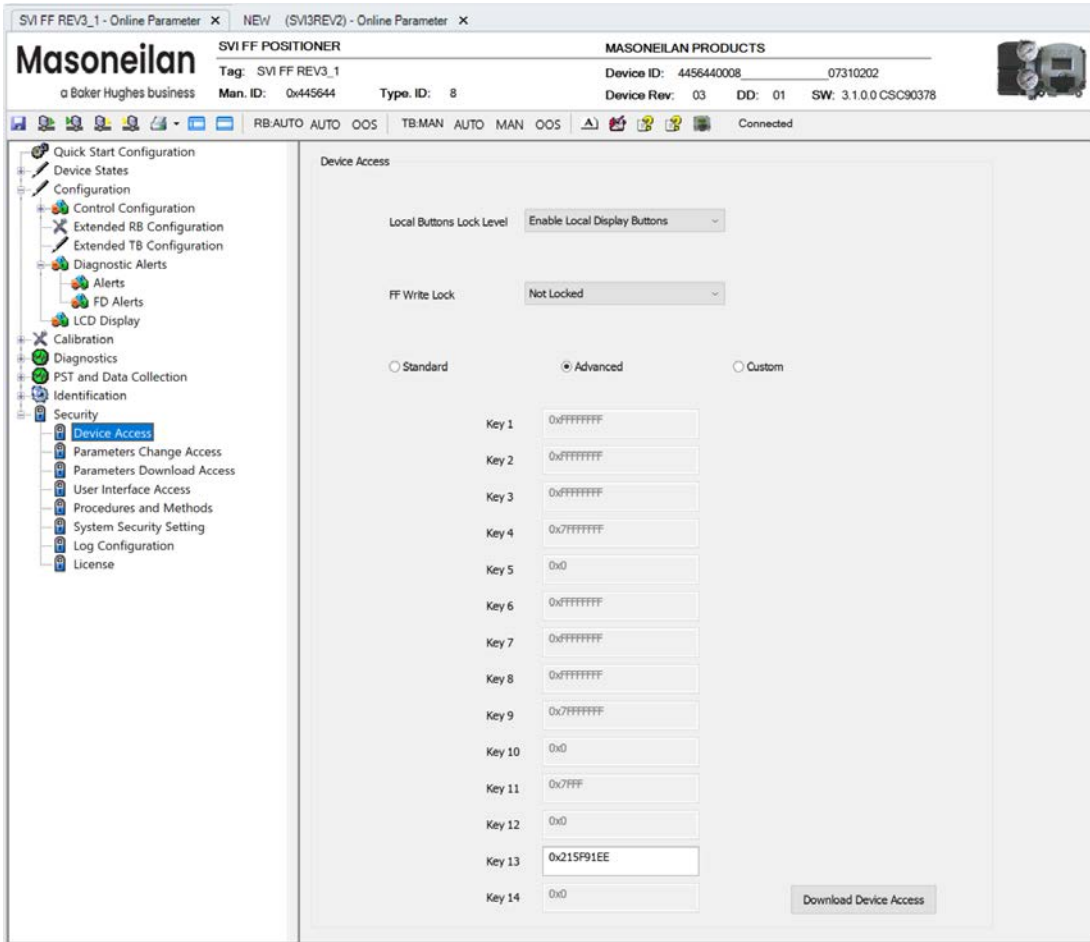 SVI FF REV3_1 - Online Parameter × NEW (SVI3REV2) - Online Parameter ×
Masoneilan
a Baker Hughes business
SVI FF POSITIONER
Tag: SVI FF REV3_1
Man. ID: 0x445644 Type. ID: 8
MASONEILAN PRODUCTS
Device ID: 4456440008_______________07310202
Device Rev: 03 DD: 01 SW: 3.1.0.0 CSC90378
RB:AUTO AUTO OOS TB:MAN AUTO MAN OOS A Connected
Quick Start Configuration
Device States
Configuration
Control Configuration
Extended RB Configuration
Extended TB Configuration
Diagnostic Alerts
Alerts
FD Alerts
LCD Display
Calibration
Diagnostics
PST and Data Collection
Identification
Security
Device Access
Parameters Change Access
Parameters Download Access
User Interface Access
Procedures and Methods
System Security Setting
Log Configuration
License
Device Access
Local Buttons Lock Level Enable Local Display Buttons
FF Write Lock Not Locked
Standard Advanced Custom
Key 1 0xFFFFFFFF
Key 2 0xFFFFFFFF
Key 3 0xFFFFFFFF
Key 4 0x7FFFFFFF
Key 5 0x0
Key 6 0xFFFFFFFF
Key 7 0xFFFFFFFF
Key 8 0xFFFFFFFF
Key 9 0x7FFFFFFF
Key 10 0x0
Key 11 0x7FFF
Key 12 0x0
Key 13 0x215F91EE
Key 14 0x0
Download Device Access